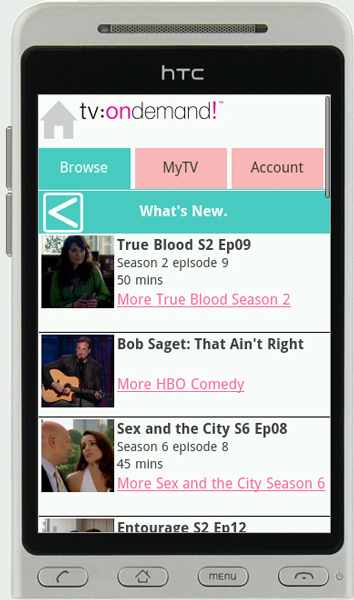 hTC
tv:ondemand!™
Browse
MyTV
Account
What's New.
True Blood S2 Ep09
Season 2 episode 9
50 mins
More True Blood Season 2
Bob Saget: That Ain't Right
More HBO Comedy
Sex and the City S6 Ep08
Season 6 episode 8
45 mins
More Sex and the City Season 6
Entourage S2 Ep12
MENU